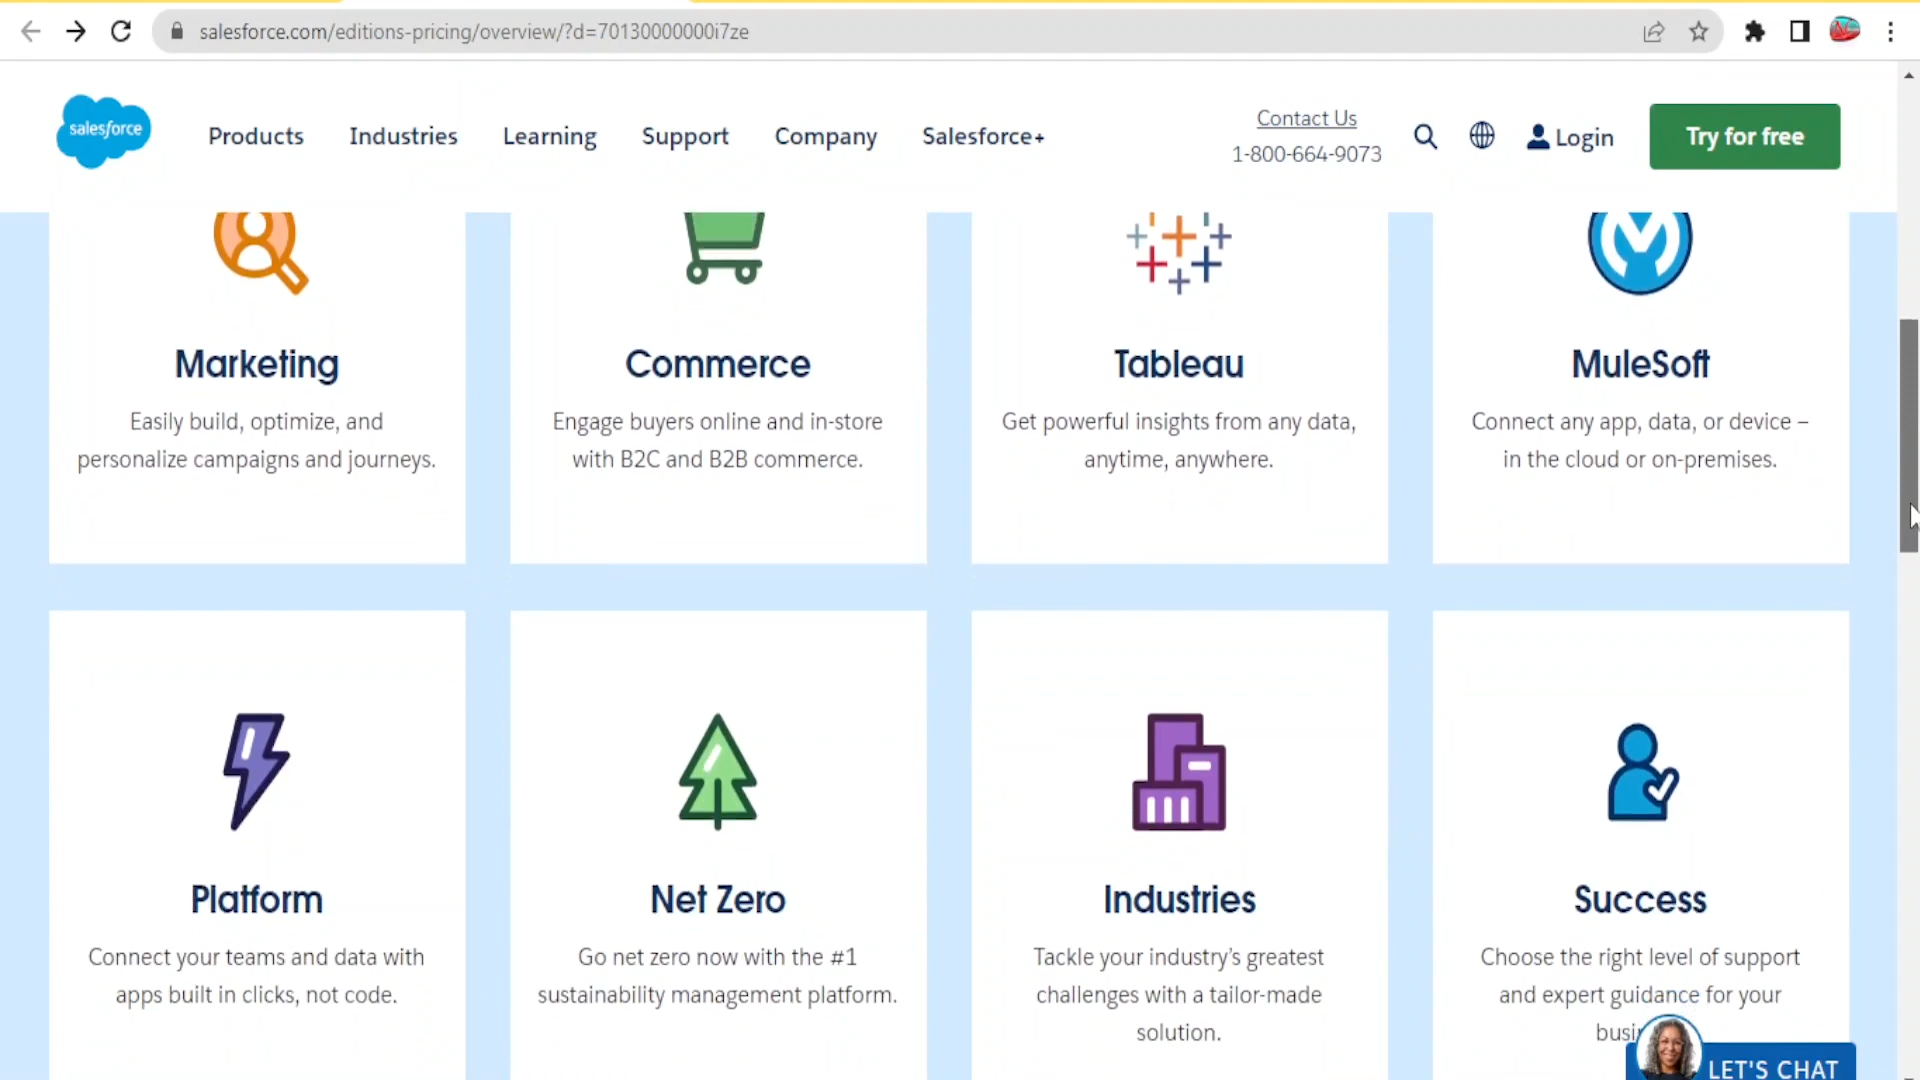 salesforce.com/editions-pricing/overview/?d=70130000000i7ze
salesforce
Products
Industries
Learning
Support
Company
Salesforce+
Contact Us
1-800-664-9073
Login
Try for free
Marketing
Easily build, optimize, and
personalize campaigns and journeys.
Commerce
Engage buyers online and in-store
with B2C and B2B commerce.
Tableau
Get powerful insights from any data,
anytime, anywhere.
MuleSoft
Connect any app, data, or device –
in the cloud or on-premises.
Platform
Connect your teams and data with
apps built in clicks, not code.
Net Zero
Go net zero now with the #1
sustainability management platform.
Industries
Tackle your industry’s greatest
challenges with a tailor-made
solution.
Success
Choose the right level of support
and expert guidance for your
LET'S CHAT